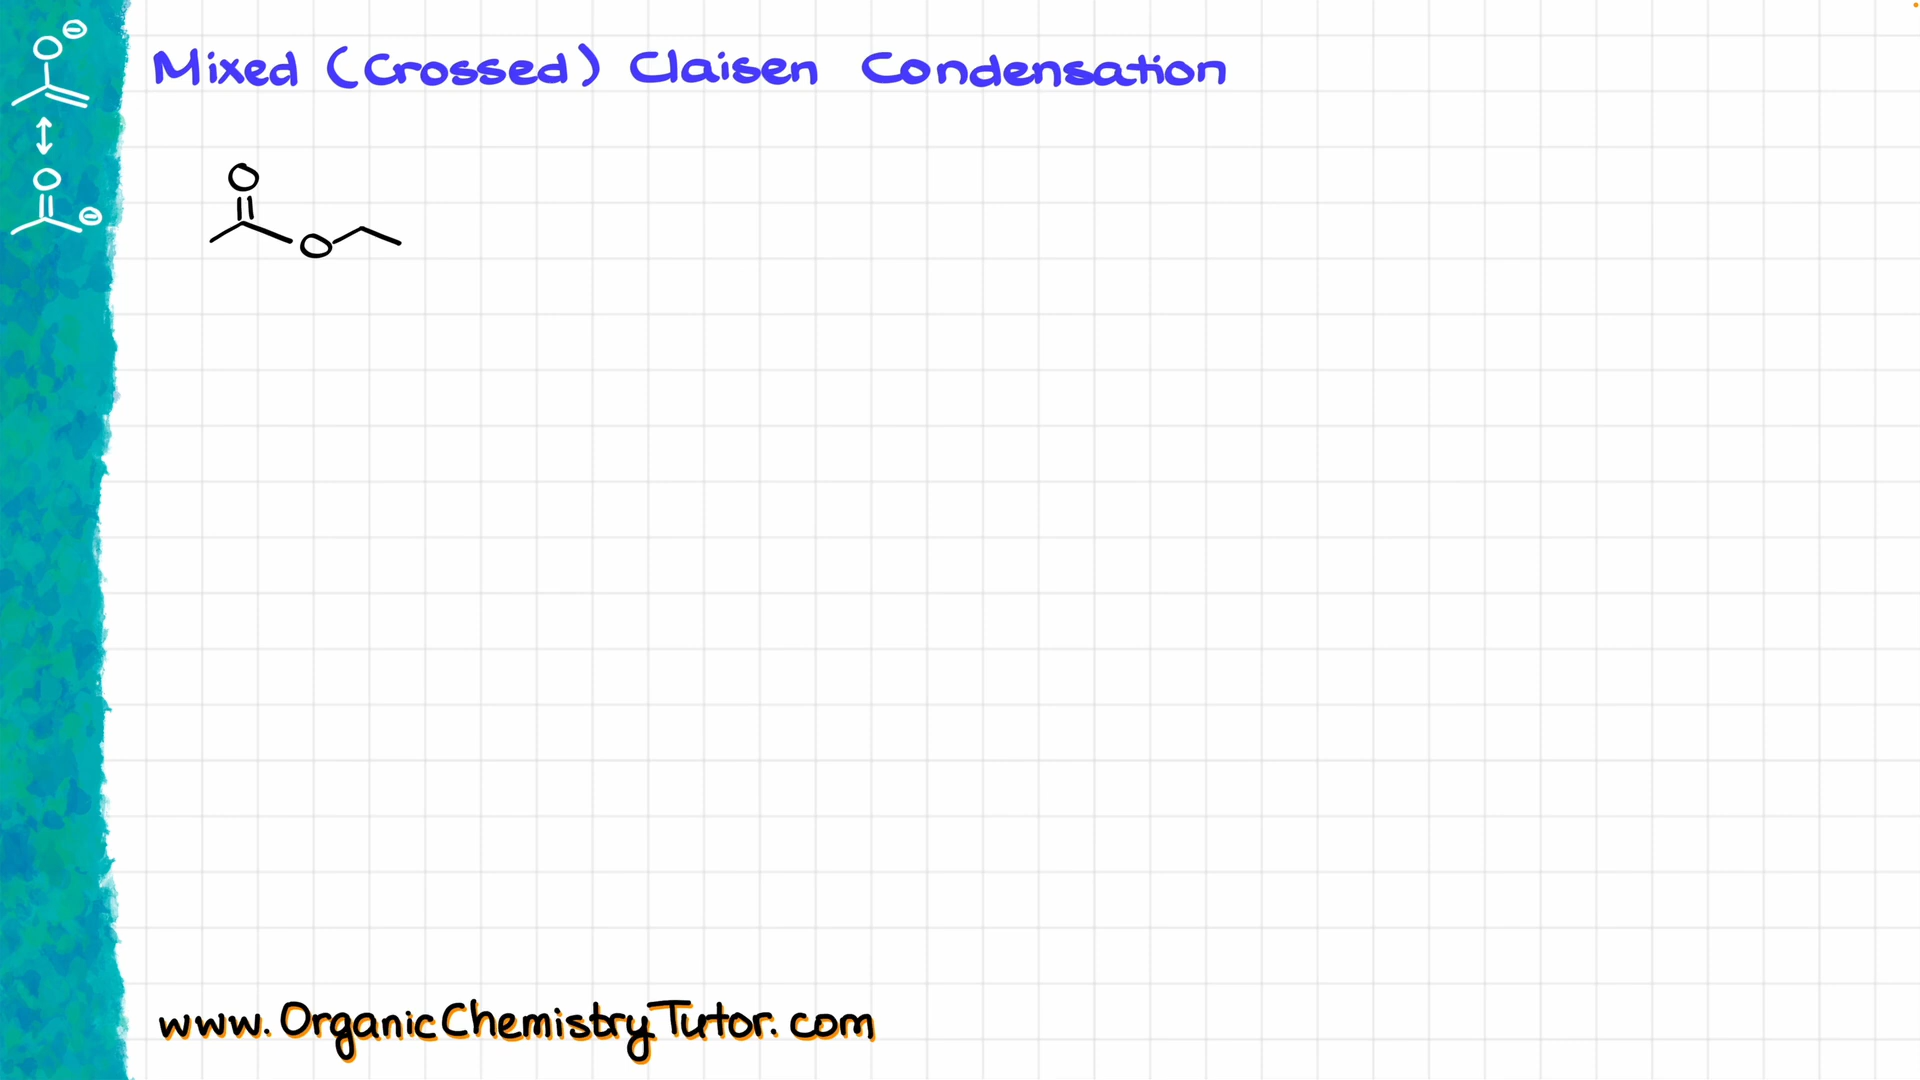 Mixed (Crossed) Claisen Condensation
O
⊖
O
O
⊖
O
O
www.OrganicChemistryTutor.com